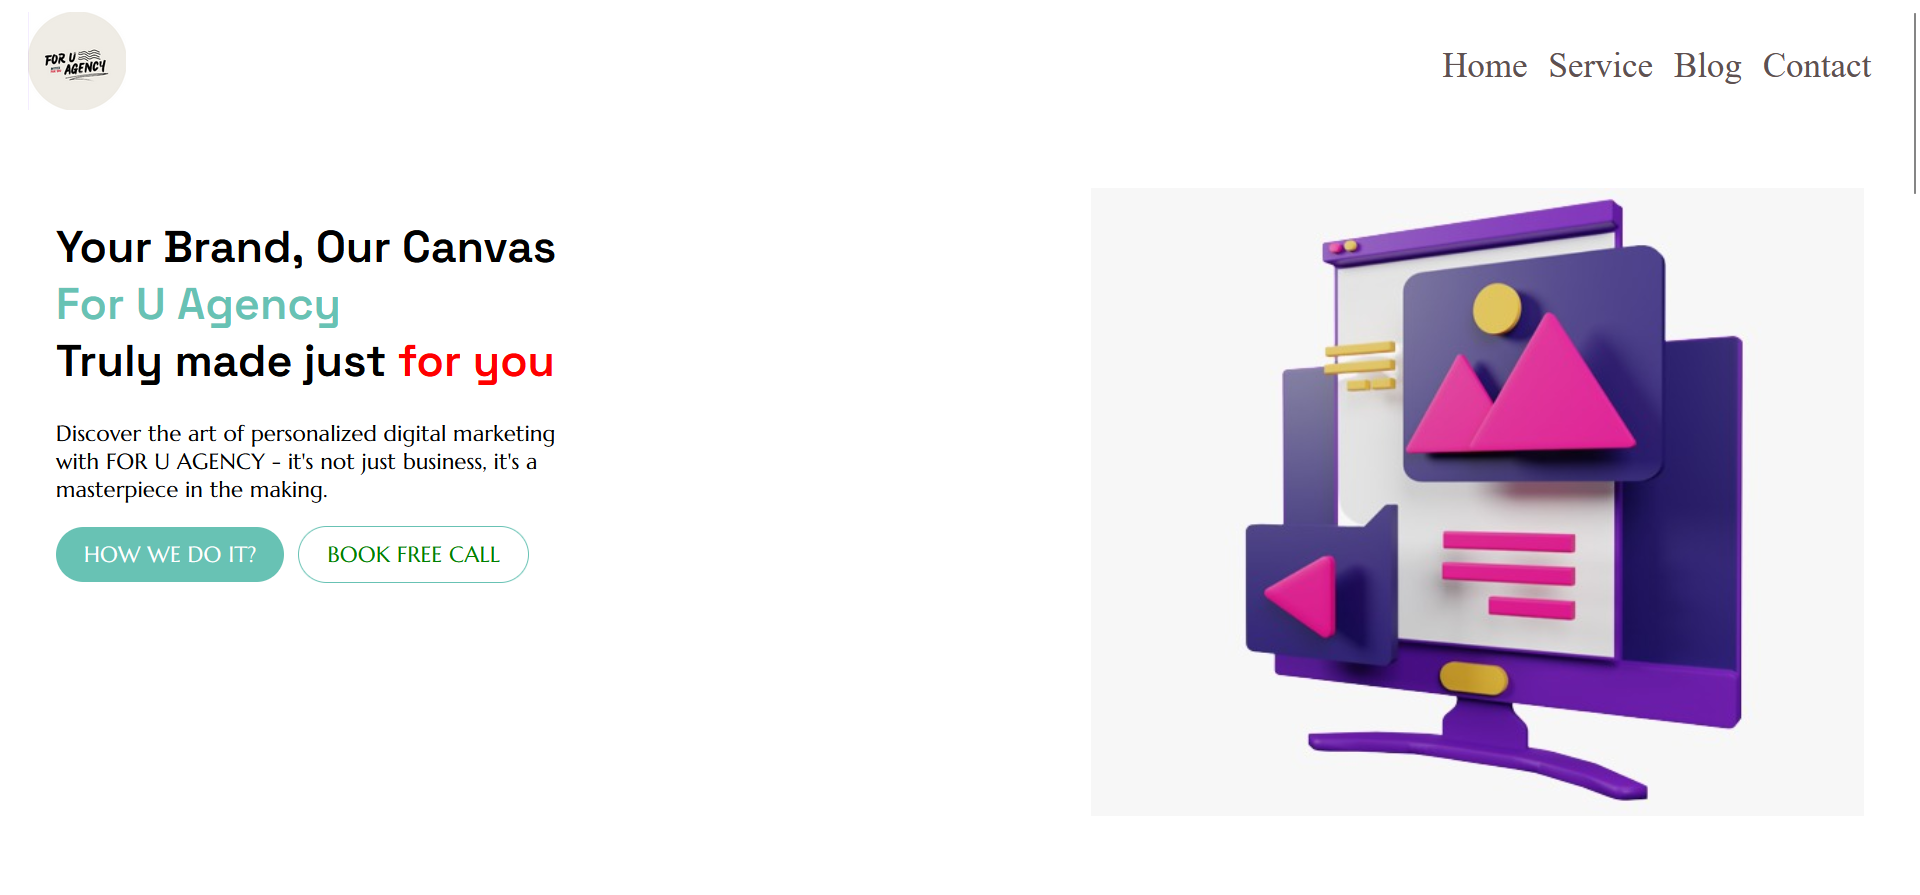 FOR U
AGENCY
Home Service Blog Contact
Your Brand, Our Canvas
For U Agency
Truly made just for you
Discover the art of personalized digital marketing
with FOR U AGENCY - it's not just business, it's a
masterpiece in the making.
HOW WE DO IT? BOOK FREE CALL